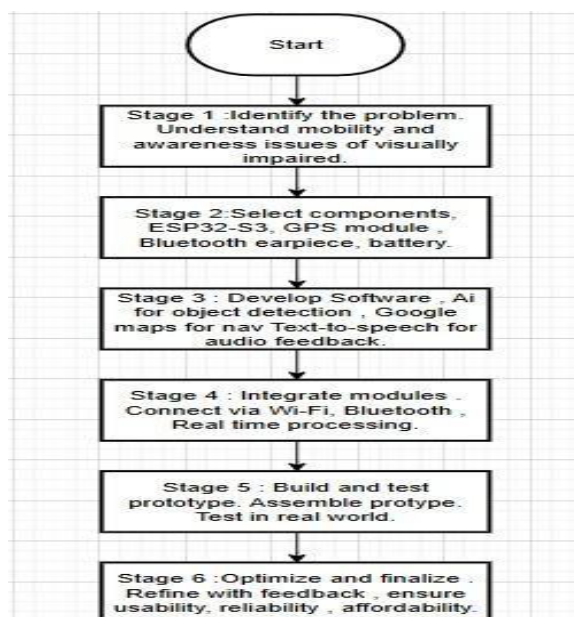 Start
Stage 1 :Identify the problem.
Understand mobility and
awareness issues of visually
impaired.
Stage 2:Select components,
ESP32-S3, GPS module ,
Bluetooth earpiece, battery.
Stage 3 : Develop Software , Ai
for object detection , Google
maps for nav Text-to-speech for
audio feedback.
Stage 4 : Integrate modules .
Connect via Wi-Fi, Bluetooth ,
Real time processing.
Stage 5 : Build and test
prototype. Assemble protype.
Test in real world.
Stage 6 :Optimize and finalize .
Refine with feedback , ensure
usability, reliability , affordability.